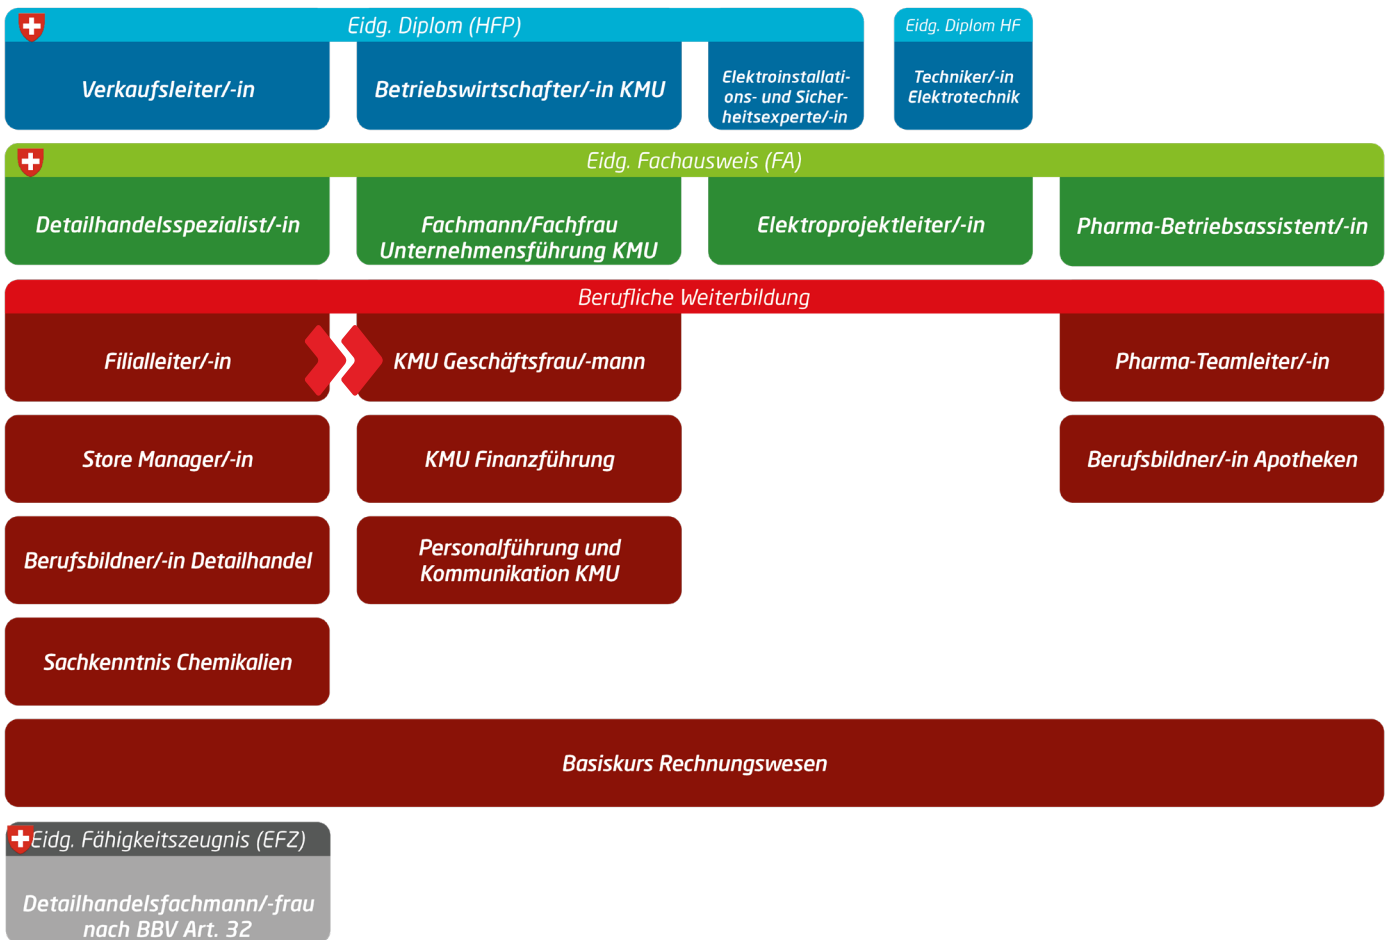 Eidg. Diplom (HFP)
Eidg. Diplom HF
Verkaufsleiter/-in
Betriebswirtschafter/-in KMU
Elektroinstallati-
ons- und Sicher-
heitsexperte/-in
Techniker/-in
Elektrotechnik
Eidg. Fachausweis (FA)
Detailhandelsspezialist/-in
Fachmann/Fachfrau
Unternehmensführung KMU
Elektroprojektleiter/-in
Pharma-Betriebsassistent/-in
Berufliche Weiterbildung
Filialleiter/-in
KMU Geschäftsfrau/-mann
Pharma-Teamleiter/-in
Store Manager/-in
KMU Finanzführung
Berufsbildner/-in Apotheken
Berufsbildner/-in Detailhandel
Personalführung und
Kommunikation KMU
Sachkenntnis Chemikalien
Basiskurs Rechnungswesen
Eidg. Fähigkeitszeugnis (EFZ)
Detailhandelsfachmann/-frau
nach BBV Art. 32